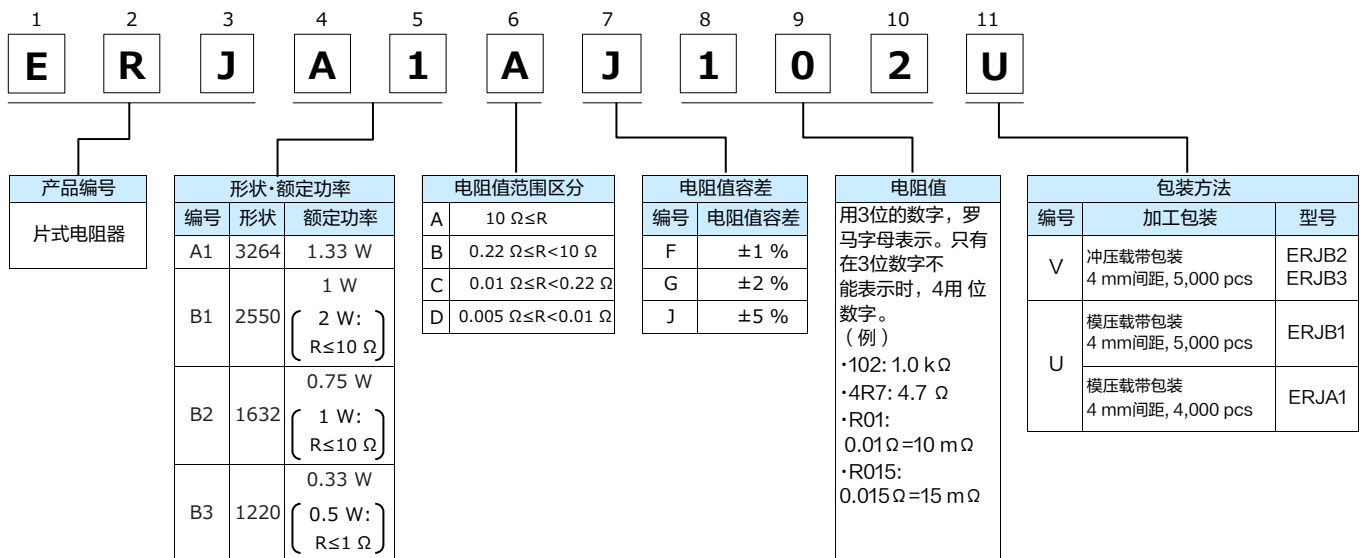 1 2 3 4 5 6 7 8 9 10 11
E R J A 1 A J 1 0 2 U
产品编号
片式电阻器
形状·额定功率
编号 形状 额定功率
A1 3264 1.33 W
B1 2550 1 W
2 W:
R≤10 Ω
B2 1632 0.75 W
1 W:
R≤10 Ω
B3 1220 0.33 W
0.5 W:
R≤1 Ω
电阻值范围区分
A 10 Ω≤R
B 0.22 Ω≤R<10 Ω
C 0.01 Ω≤R<0.22 Ω
D 0.005 Ω≤R<0.01 Ω
电阻值容差
编号 电阻值容差
F ±1 %
G ±2 %
J ±5 %
电阻值
用3位的数字，罗
马字母表示。只有
在3位数字不
能表示时，4用 位
数字。
（例）
·102: 1.0 kΩ
·4R7: 4.7 Ω
·R01:
0.01Ω=10 mΩ
·R015:
0.015Ω=15 mΩ
包装方法
编号 加工包装 型号
V 冲压载带包装
4 mm间距, 5,000 pcs
ERJB2
ERJB3
U 模压载带包装
4 mm间距, 5,000 pcs
ERJB1
模压载带包装
4 mm间距, 4,000 pcs
ERJA1